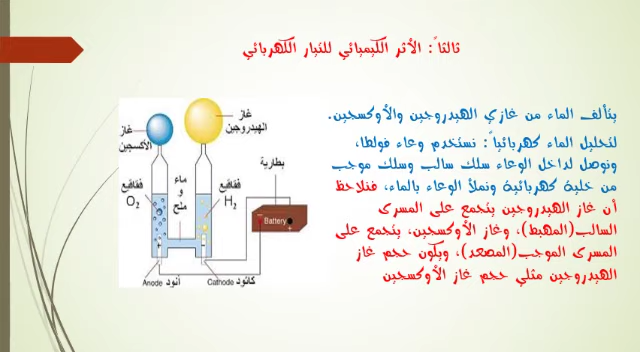 ثالثاً: الأثر الكيميائي للتيار الكهربائي
يتألف الماء من غازي الهيدروجين والأوكسجين.
لتحليل الماء كهربائياً: نستخدم وعاء فولطا،
ونوصل لداخل الوعاء سلك سالب وسلك موجب
من خلية كهربائية ونملأ الوعاء بالماء، فنلاحظ
أن غاز الهيدروجين يتجمع على المسرى
السالب(المهبط)، وغاز الأوكسجين، يتجمع على
المسرى الموجب(المصعد)، ويكون حجم غاز
الهيدروجين مثلي حجم غاز الأوكسجين
غاز
الهيدروجين
غاز
الأكسجين
بطارية
فقاقيع
H₂
ماء
و
ملح
فقاقيع
O₂
- Battery +
Cathode كاثود
Anode أنود